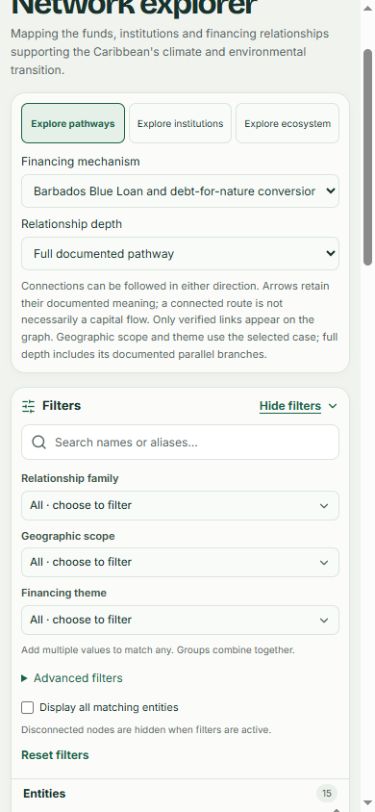 Network explorer
Mapping the funds, institutions and financing relationships
supporting the Caribbean's climate and environmental
transition.
Explore pathways
Explore institutions
Explore ecosystem
Financing mechanism
Barbados Blue Loan and debt-for-nature conversior
Relationship depth
Full documented pathway
Connections can be followed in either direction. Arrows retain
their documented meaning; a connected route is not
necessarily a capital flow. Only verified links appear on the
graph. Geographic scope and theme use the selected case; full
depth includes its documented parallel branches.
Filters
Hide filters
Search names or aliases...
Relationship family
All · choose to filter
Geographic scope
All · choose to filter
Financing theme
All · choose to filter
Add multiple values to match any. Groups combine together.
Advanced filters
Display all matching entities
Disconnected nodes are hidden when filters are active.
Reset filters
Entities
15